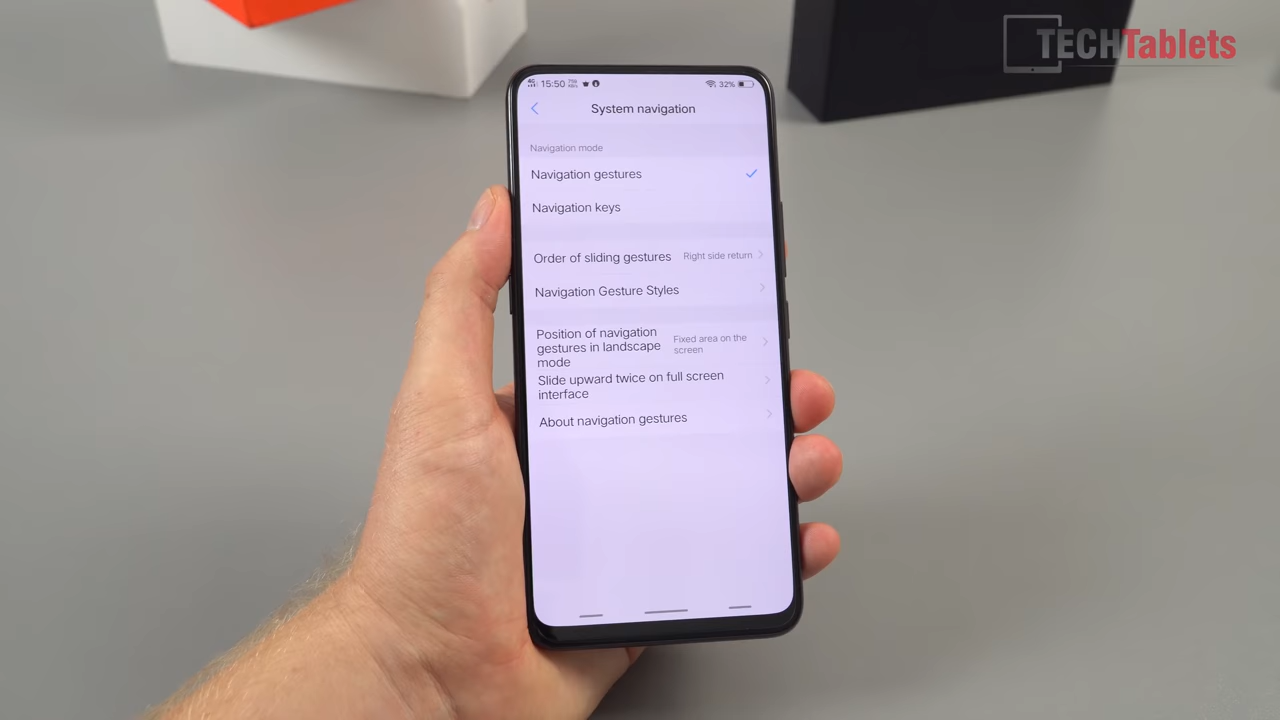 TECHTablets
4G 15:50 32%
System navigation
Navigation mode
Navigation gestures
Navigation keys
Order of sliding gestures Right side return
Navigation Gesture Styles
Position of navigation
gestures in landscape
mode
Fixed area on the
screen
Slide upward twice on full screen
interface
About navigation gestures